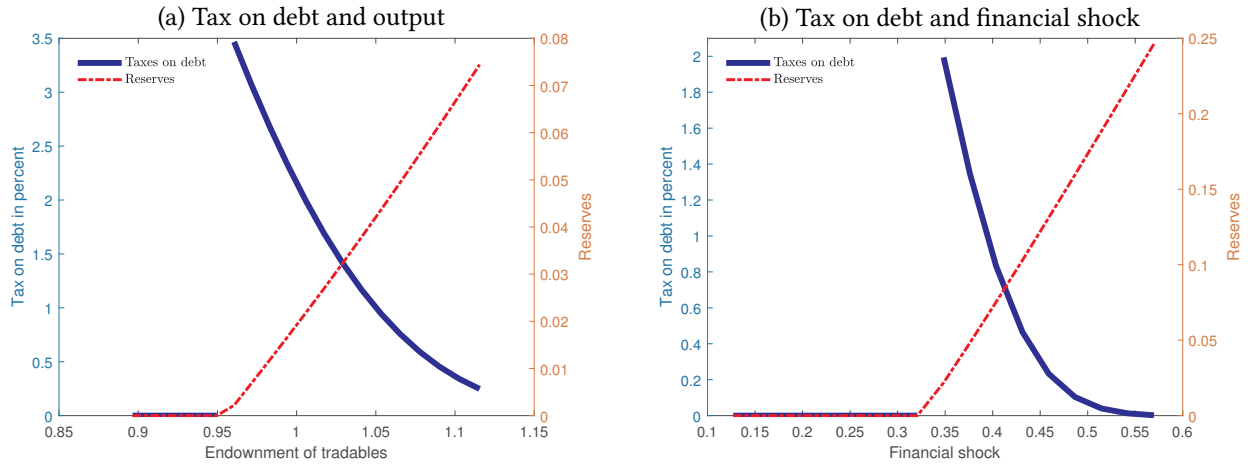 (a) Tax on debt and output
3.5
3
2.5
2
1.5
1
0.5
0
Tax on debt in percent
Taxes on debt
Reserves
0.08
0.07
0.06
0.05
0.04
0.03
0.02
0.01
0
Reserves
0.85 0.9 0.95 1 1.05 1.1 1.15
Endownment of tradables
(b) Tax on debt and financial shock
2
1.8
1.6
1.4
1.2
1
0.8
0.6
0.4
0.2
0
Tax on debt in percent
Taxes on debt
Reserves
0.25
0.2
0.15
0.1
0.05
0
Reserves
0.1 0.15 0.2 0.25 0.3 0.35 0.4 0.45 0.5 0.55 0.6
Financial shock